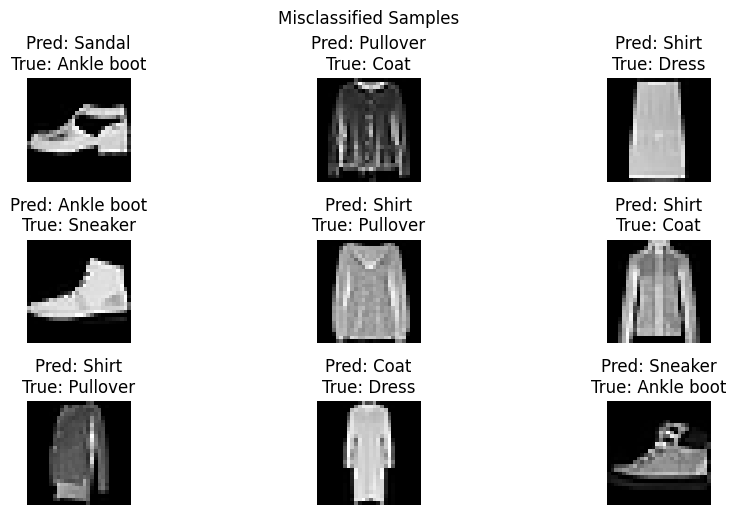 Misclassified Samples
Pred: Sandal
True: Ankle boot
Pred: Pullover
True: Coat
Pred: Shirt
True: Dress
Pred: Ankle boot
True: Sneaker
Pred: Shirt
True: Pullover
Pred: Shirt
True: Coat
Pred: Shirt
True: Pullover
Pred: Coat
True: Dress
Pred: Sneaker
True: Ankle boot